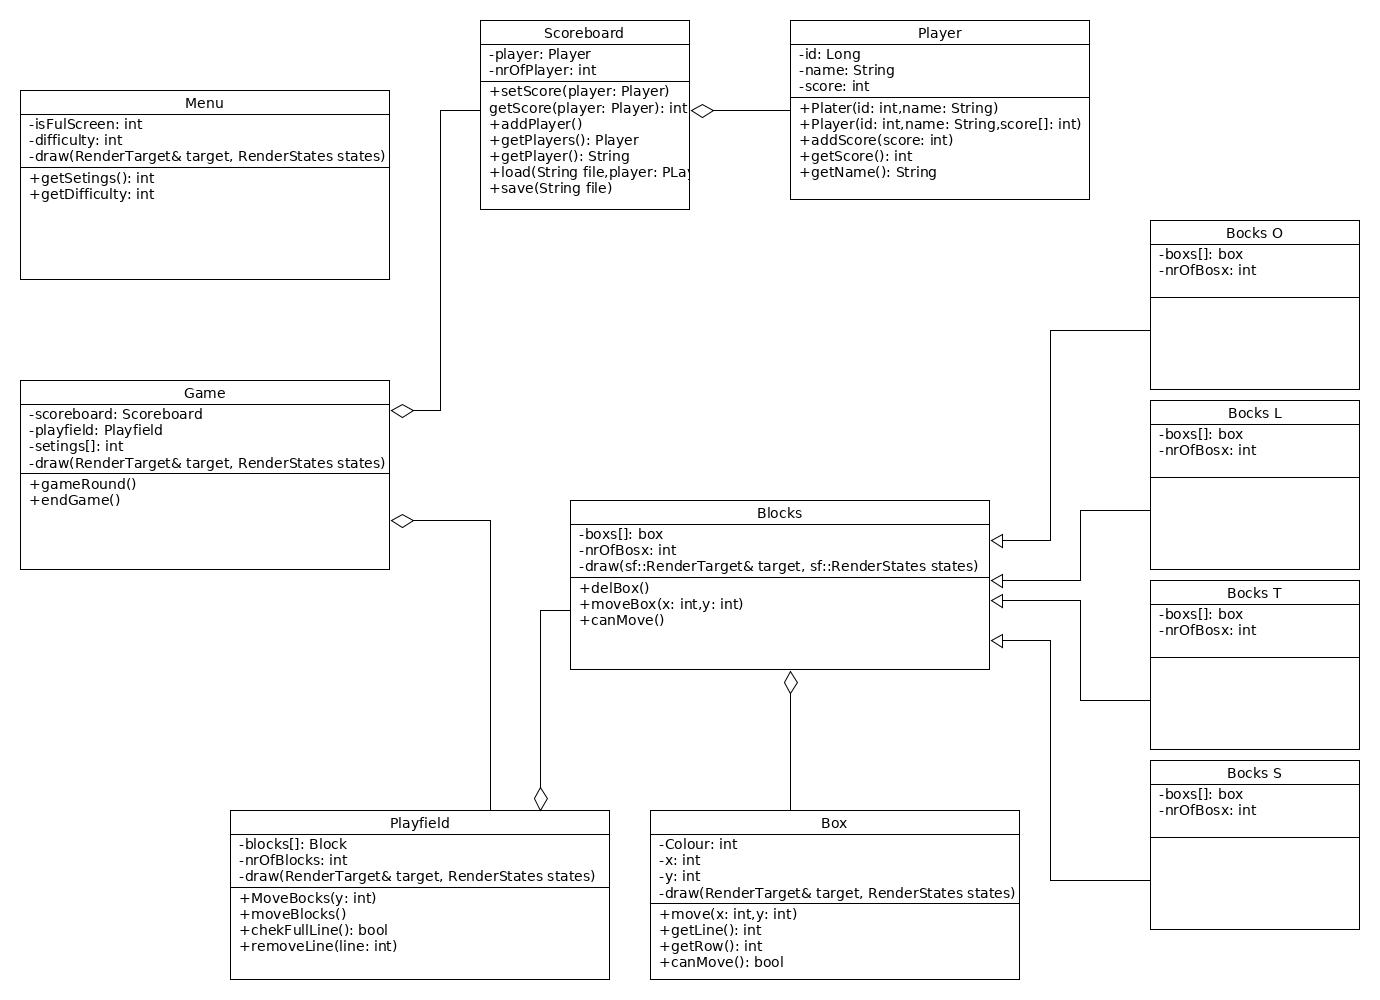 Scoreboard
-player: Player
-nrOfPlayer: int
+setScore(player: Player)
getScore(player: Player): int
+addPlayer()
+getPlayers(): Player
+getPlayer(): String
+load(String file,player: PLay
+save(String file)
Player
-id: Long
-name: String
-score: int
+Plater(id: int,name: String)
+Player(id: int,name: String,score[]: int)
+addScore(score: int)
+getScore(): int
+getName(): String
Menu
-isFulScreen: int
-difficulty: int
-draw(RenderTarget& target, RenderStates states)
+getSetings(): int
+getDifficulty: int
Bocks O
-boxs[]: box
-nrOfBosx: int
Game
-scoreboard: Scoreboard
-playfield: Playfield
-setings[]: int
-draw(RenderTarget& target, RenderStates states)
+gameRound()
+endGame()
Bocks L
-boxs[]: box
-nrOfBosx: int
Blocks
-boxs[]: box
-nrOfBosx: int
-draw(sf::RenderTarget& target, sf::RenderStates states)
+delBox()
+moveBox(x: int,y: int)
+canMove()
Bocks T
-boxs[]: box
-nrOfBosx: int
Bocks S
-boxs[]: box
-nrOfBosx: int
Playfield
-blocks[]: Block
-nrOfBlocks: int
-draw(RenderTarget& target, RenderStates states)
+MoveBocks(y: int)
+moveBlocks()
+chekFullLine(): bool
+removeLine(line: int)
Box
-Colour: int
-x: int
-y: int
-draw(RenderTarget& target, RenderStates states)
+move(x: int,y: int)
+getLine(): int
+getRow(): int
+canMove(): bool